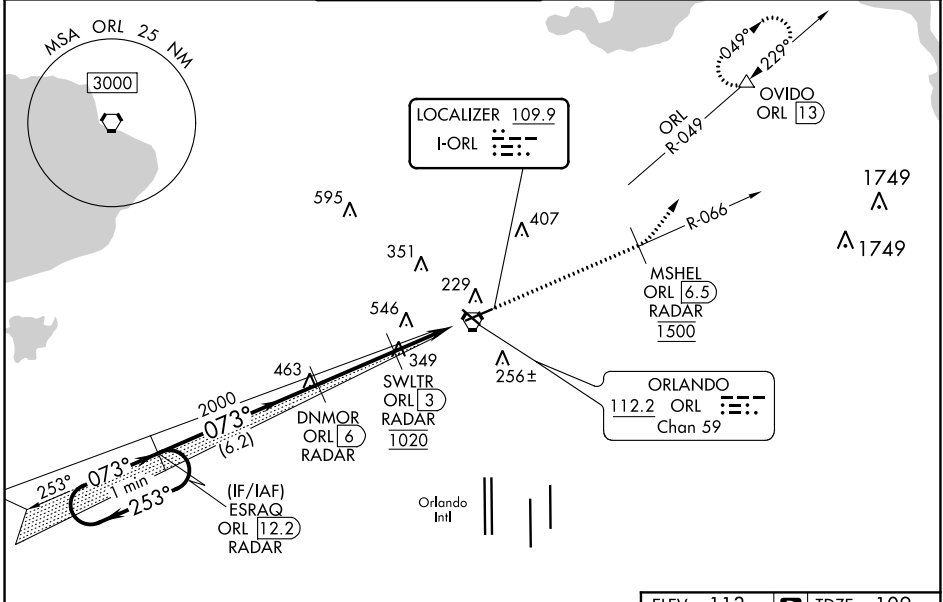 MSA ORL 25 NM
3000
LOCALIZER 109.9
I-ORL
049°
229°
OVIDO
ORL 13
ORL
R-049
1749
1749
595
407
R-066
351
MSHEL
ORL 6.5
RADAR
1500
229
546
349
463
256±
SWLTR
ORL 3
RADAR
1020
ORLANDO
112.2 ORL
Chan 59
DNMOR
ORL 6
RADAR
2000
073°
(6.2)
253°
073°
1 min
253°
(IF/IAF)
ESRAQ
ORL 12.2
RADAR
Orlando
Intl